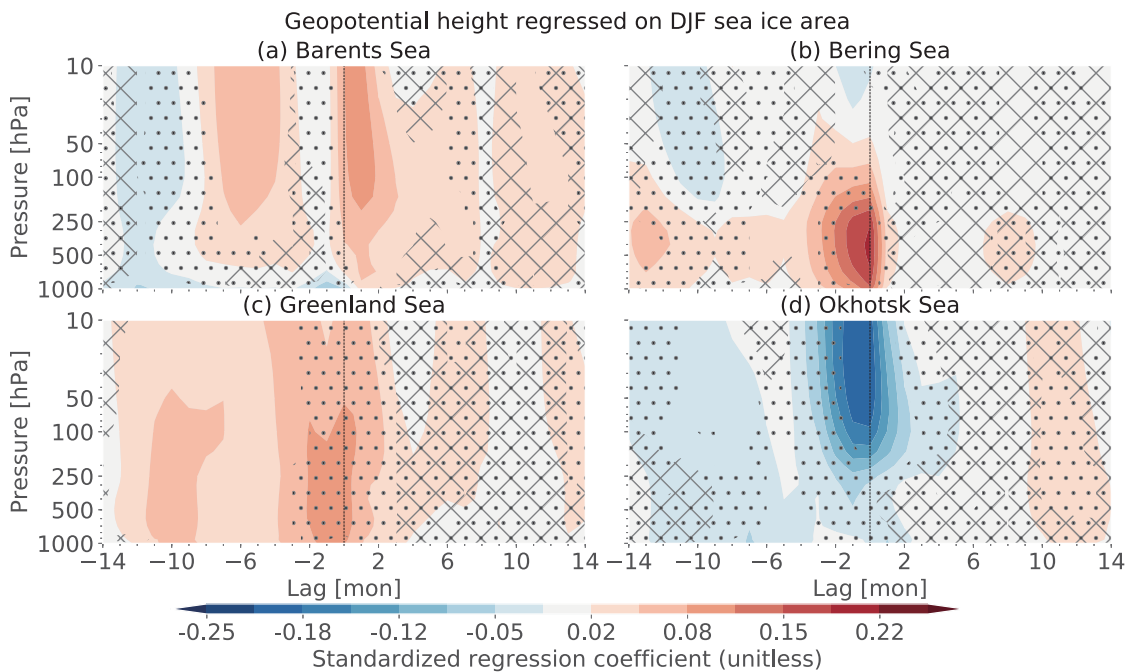 Geopotential height regressed on DJF sea ice area
(a) Barents Sea
(b) Bering Sea
10
50
100
250
500
1000
Pressure [hPa]
(c) Greenland Sea
(d) Okhotsk Sea
10
50
100
250
500
1000
Pressure [hPa]
−14 −10 −6 −2 2 6 10 14
−14 −10 −6 −2 2 6 10 14
Lag [mon]
Lag [mon]
-0.25 -0.18 -0.12 -0.05 0.02 0.08 0.15 0.22
Standardized regression coefficient (unitless)